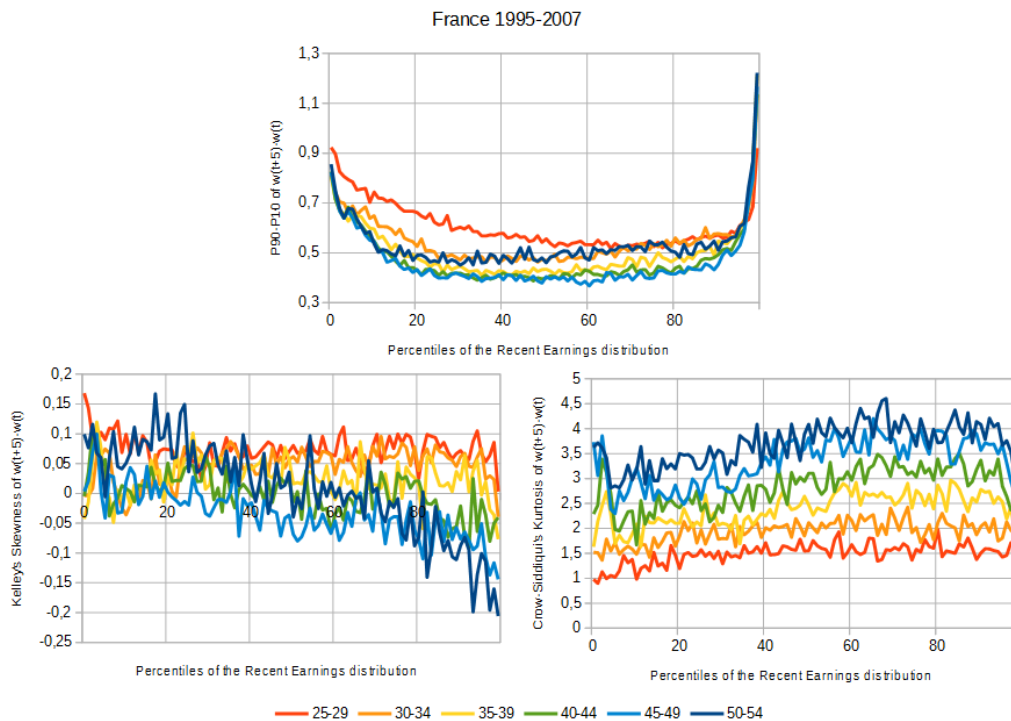 France 1995-2007
1,3
1,1
0,9
0,7
0,5
0,3
P90-P10 of w(t+5)-w(t)
0 20 40 60 80
Percentiles of the Recent Earnings distribution
0,2
0,15
0,1
0,05
0
-0,05
-0,1
-0,15
-0,2
-0,25
Kelley's Skewness of w(t+5)-w(t)
0 20 40 60 80
Percentiles of the Recent Earnings distribution
5
4,5
4
3,5
3
2,5
2
1,5
1
0,5
0
Crow-Siddiqui's Kurtosis of w(t+5)-w(t)
0 20 40 60 80
Percentiles of the Recent Earnings distribution
25-29 30-34 35-39 40-44 45-49 50-54